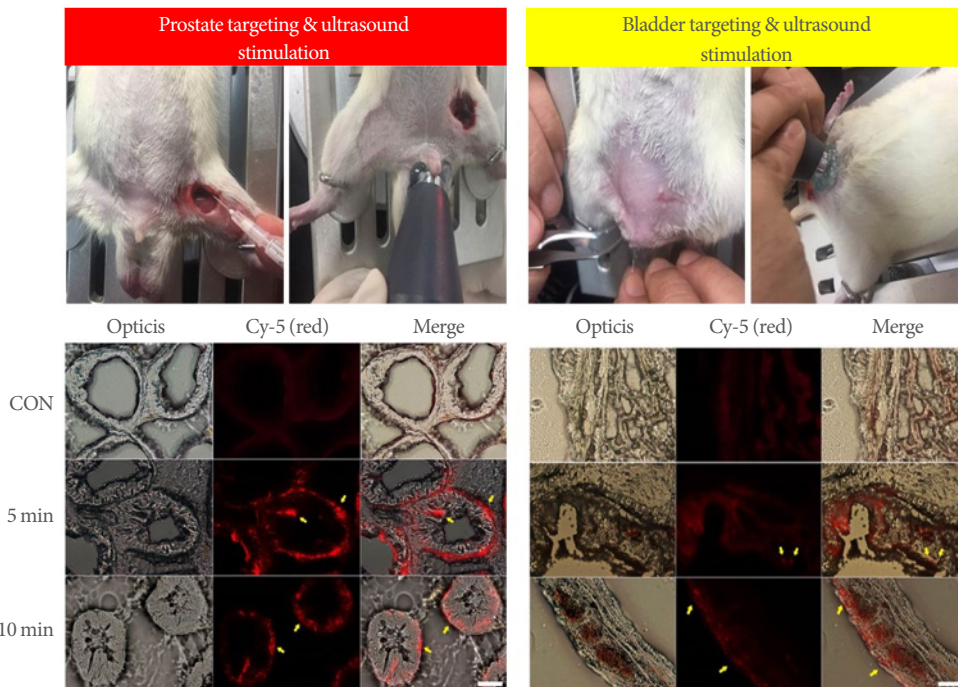 Prostate targeting & ultrasound
stimulation
Bladder targeting & ultrasound
stimulation
Opticis Cy-5 (red) Merge
Opticis Cy-5 (red) Merge
CON
5 min
10 min